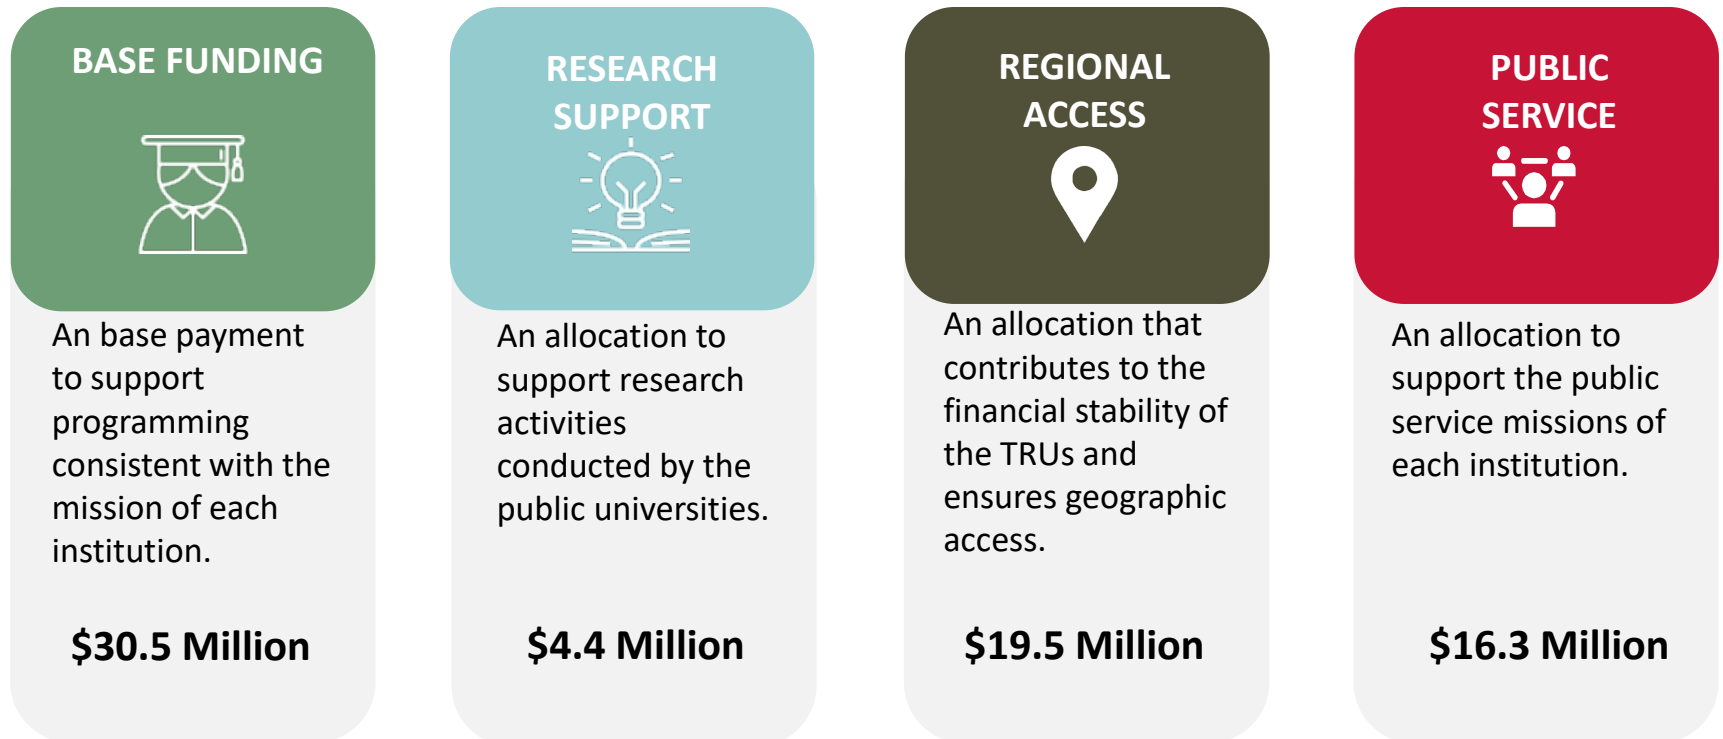 BASE FUNDING
An base payment
to support
programming
consistent with the
mission of each
institution.
$30.5 Million
RESEARCH
SUPPORT
An allocation to
support research
activities
conducted by the
public universities.
$4.4 Million
REGIONAL
ACCESS
An allocation that
contributes to the
financial stability of
the TRUs and
ensures geographic
access.
$19.5 Million
PUBLIC
SERVICE
An allocation to
support the public
service missions of
each institution.
$16.3 Million